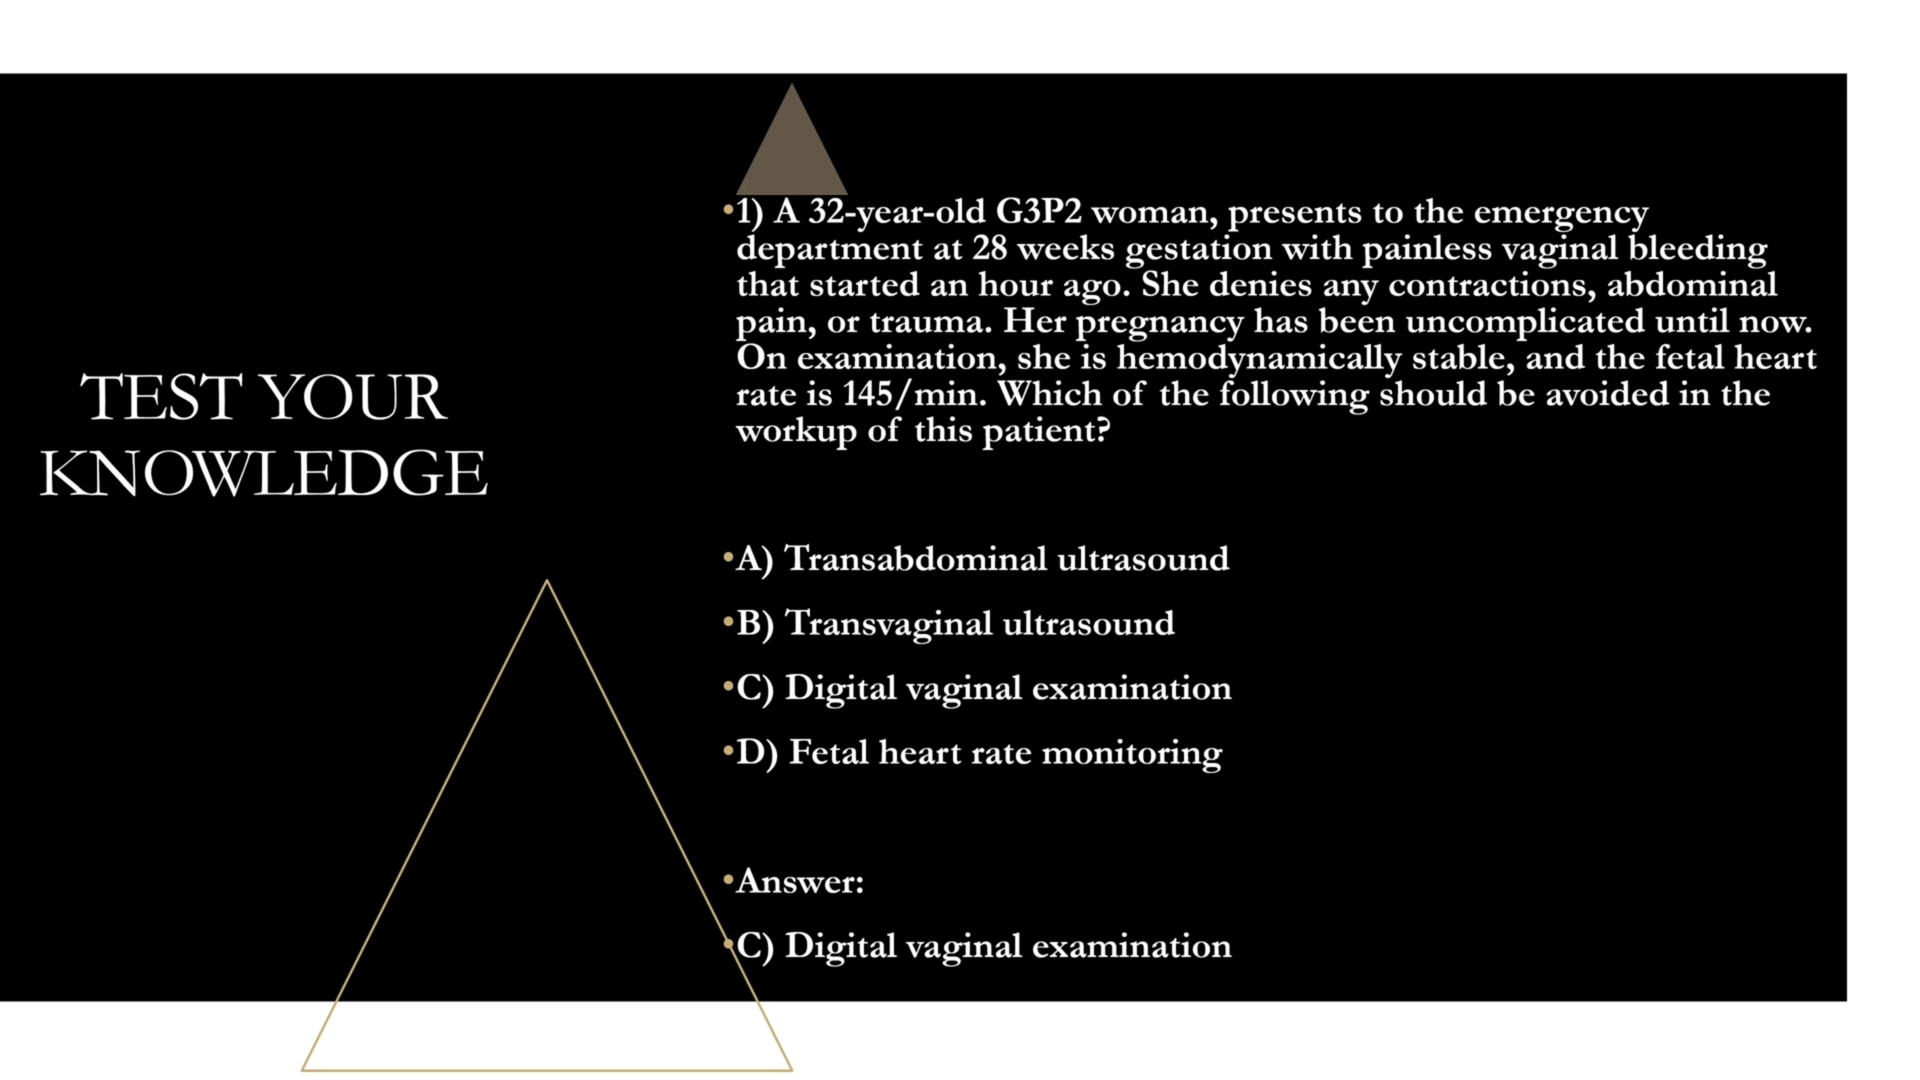 TEST YOUR
KNOWLEDGE
•1) A 32-year-old G3P2 woman, presents to the emergency
department at 28 weeks gestation with painless vaginal bleeding
that started an hour ago. She denies any contractions, abdominal
pain, or trauma. Her pregnancy has been uncomplicated until now.
On examination, she is hemodynamically stable, and the fetal heart
rate is 145/min. Which of the following should be avoided in the
workup of this patient?
•A) Transabdominal ultrasound
•B) Transvaginal ultrasound
•C) Digital vaginal examination
•D) Fetal heart rate monitoring
•Answer:
•C) Digital vaginal examination